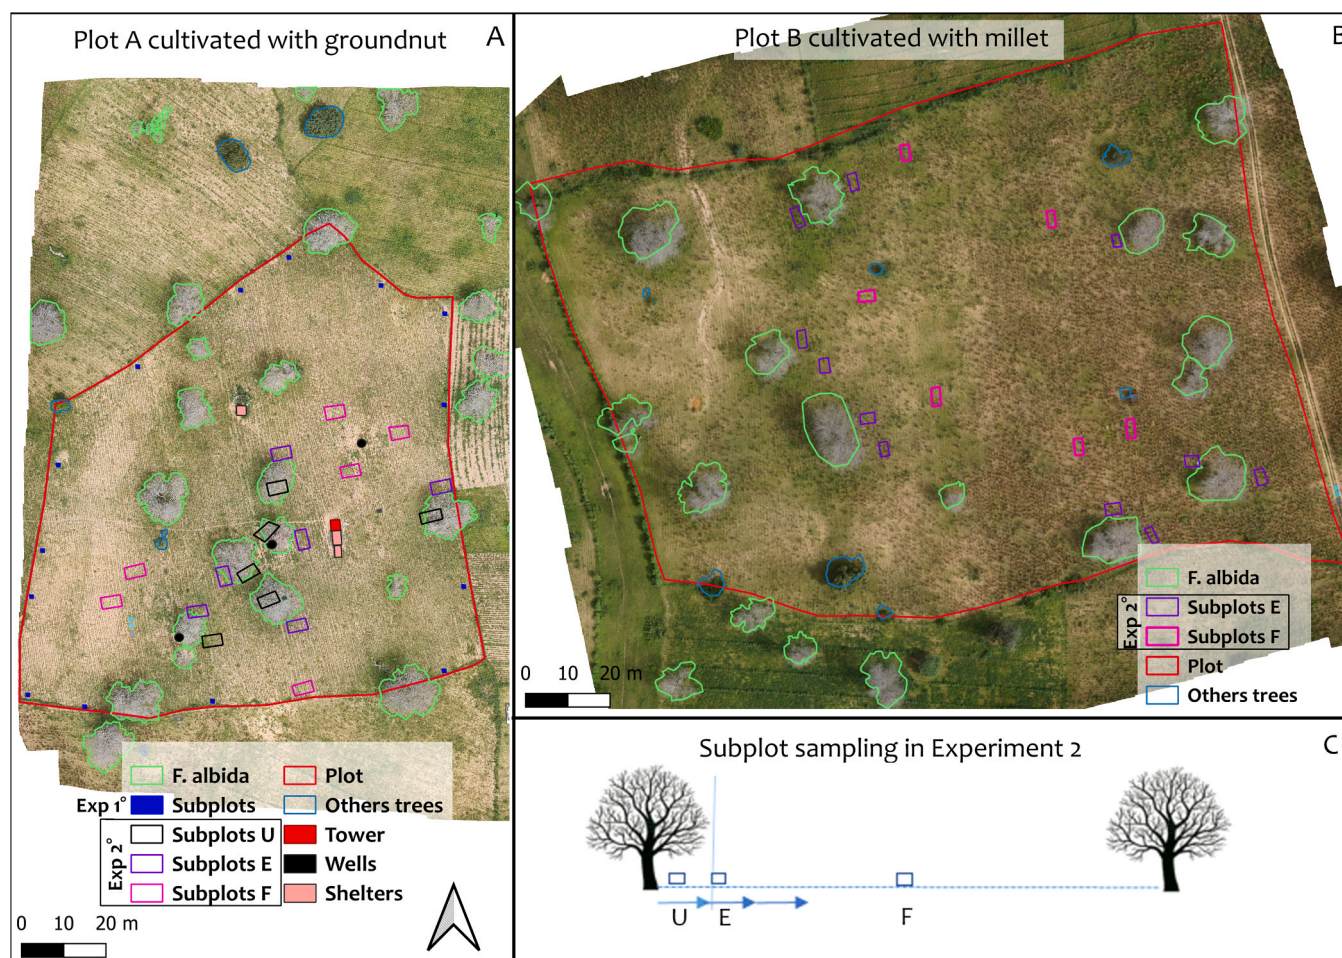 Plot A cultivated with groundnut
A
F. albida
Plot
Exp 1°
Subplots
Others trees
Exp 2°
Subplots U
Tower
Subplots E
Wells
Subplots F
Shelters
0 10 20 m
Plot B cultivated with millet
B
F. albida
Exp 2°
Subplots E
Subplots F
Plot
Others trees
0 10 20 m
Subplot sampling in Experiment 2
C
U E F